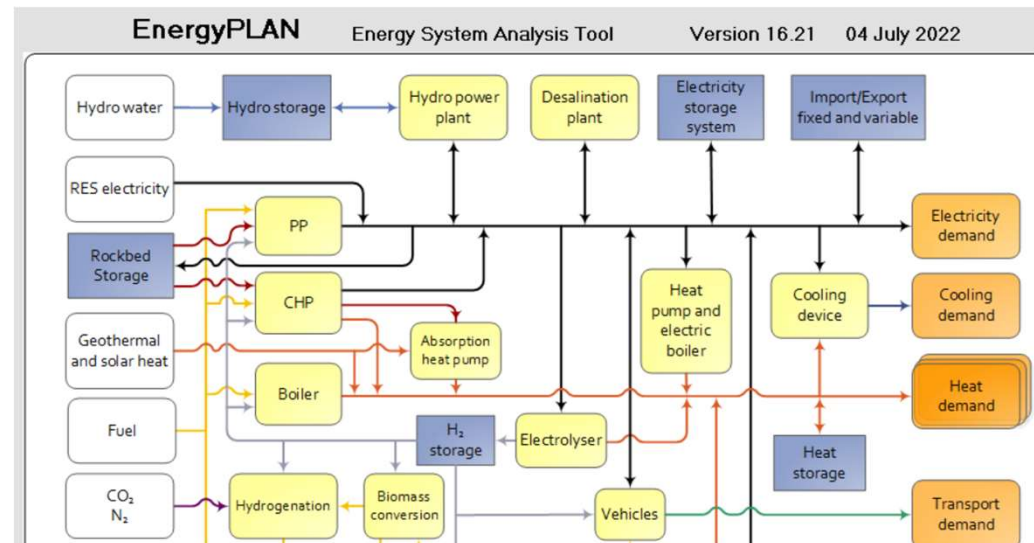 EnergyPLAN Energy System Analysis Tool Version 16.21 04 July 2022
Hydro water
Hydro storage
Hydro power
plant
Desalination
plant
Electricity
storage
system
Import/Export
fixed and variable
RES electricity
PP
Electricity
demand
Rockbed
Storage
CHP
Heat
pump and
electric
boiler
Cooling
device
Cooling
demand
Geothermal
and solar heat
Absorption
heat pump
Boiler
Heat
demand
Fuel
H₂
storage
Electrolyser
Heat
storage
CO₂
N₂
Hydrogenation
Biomass
conversion
Vehicles
Transport
demand